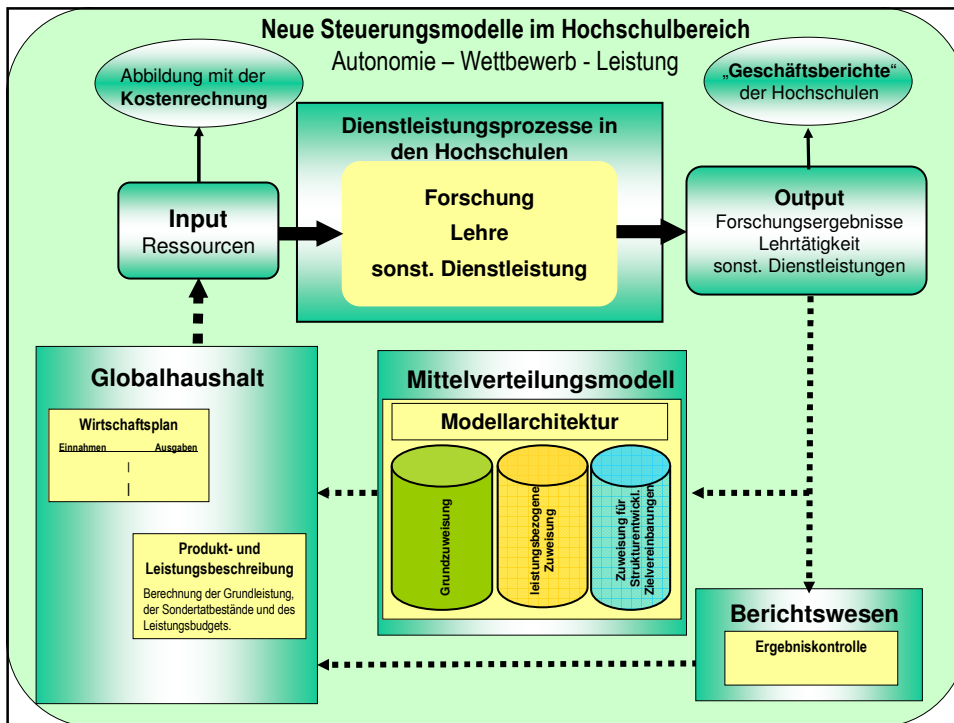 Neue Steuerungsmodelle im Hochschulbereich
Autonomie – Wettbewerb - Leistung
Abbildung mit der
Kostenrechnung
„Geschäftsberichte“
der Hochschulen
Dienstleistungsprozesse in
den Hochschulen
Forschung
Lehre
sonst. Dienstleistung
Input
Ressourcen
Output
Forschungsergebnisse
Lehrtätigkeit
sonst. Dienstleistungen
Globalhaushalt
Wirtschaftsplan
Einnahmen Ausgaben
Produkt- und
Leistungsbeschreibung
Berechnung der Grundleistung,
der Sondertatbestände und des
Leistungsbudgets.
Mittelverteilungsmodell
Modellarchitektur
Grundzuweisung
leistungsbezogene
Zuweisung
Zuweisung für
Strukturentwickl.
Zielvereinbarungen
Berichtswesen
Ergebniskontrolle